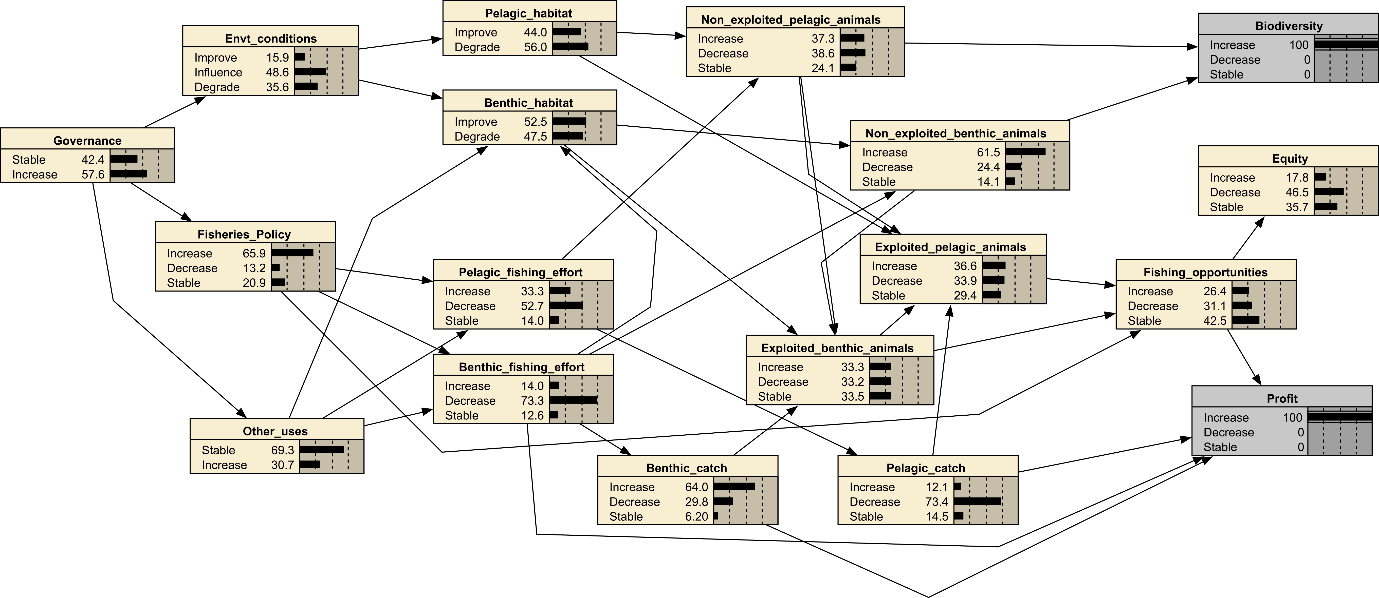 Pelagic_habitat
Improve 44.0
Degrade 56.0
Non_exploited_pelagic_animals
Increase 37.3
Decrease 38.6
Stable 24.1
Biodiversity
Increase 100
Decrease 0
Stable 0
Envt_conditions
Improve 15.9
Influence 48.6
Degrade 35.6
Benthic_habitat
Improve 52.5
Degrade 47.5
Governance
Stable 42.4
Increase 57.6
Non_exploited_benthic_animals
Increase 61.5
Decrease 24.4
Stable 14.1
Equity
Increase 17.8
Decrease 46.5
Stable 35.7
Fisheries_Policy
Increase 65.9
Decrease 13.2
Stable 20.9
Pelagic_fishing_effort
Increase 33.3
Decrease 52.7
Stable 14.0
Exploited_pelagic_animals
Increase 36.6
Decrease 33.9
Stable 29.4
Fishing_opportunities
Increase 26.4
Decrease 31.1
Stable 42.5
Exploited_benthic_animals
Increase 33.3
Decrease 33.2
Stable 33.5
Benthic_fishing_effort
Increase 14.0
Decrease 73.3
Stable 12.6
Profit
Increase 100
Decrease 0
Stable 0
Other_uses
Stable 69.3
Increase 30.7
Benthic_catch
Increase 64.0
Decrease 29.8
Stable 6.20
Pelagic_catch
Increase 12.1
Decrease 73.4
Stable 14.5